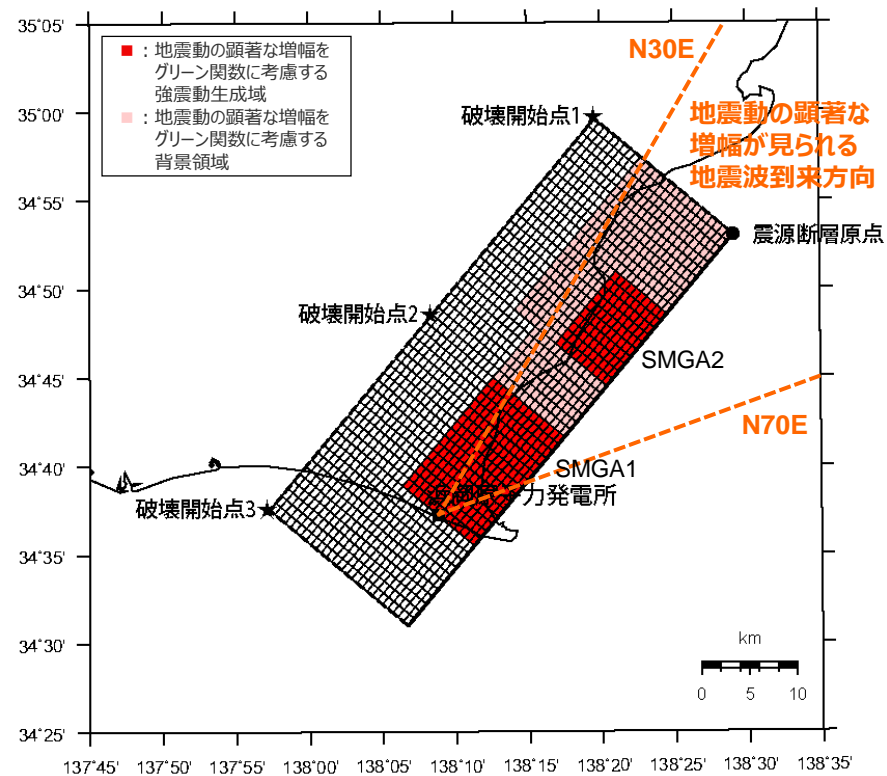 35°05'
35°00'
34°55'
34°50'
34°45'
34°40'
34°35'
34°30'
34°25'
■：地震動の顕著な増幅を
グリーン関数に考慮する
強震動生成域
■：地震動の顕著な増幅を
グリーン関数に考慮する
背景領域
N30E
破壊開始点1
地震動の顕著な
増幅が見られる
地震波到来方向
震源断層原点
破壊開始点2
SMGA2
N70E
SMGA1
力発電所
破壊開始点3
km
0 5 10
137°45' 137°50' 137°55' 138°00' 138°05' 138°10' 138°15' 138°20' 138°25' 138°30' 138°35'